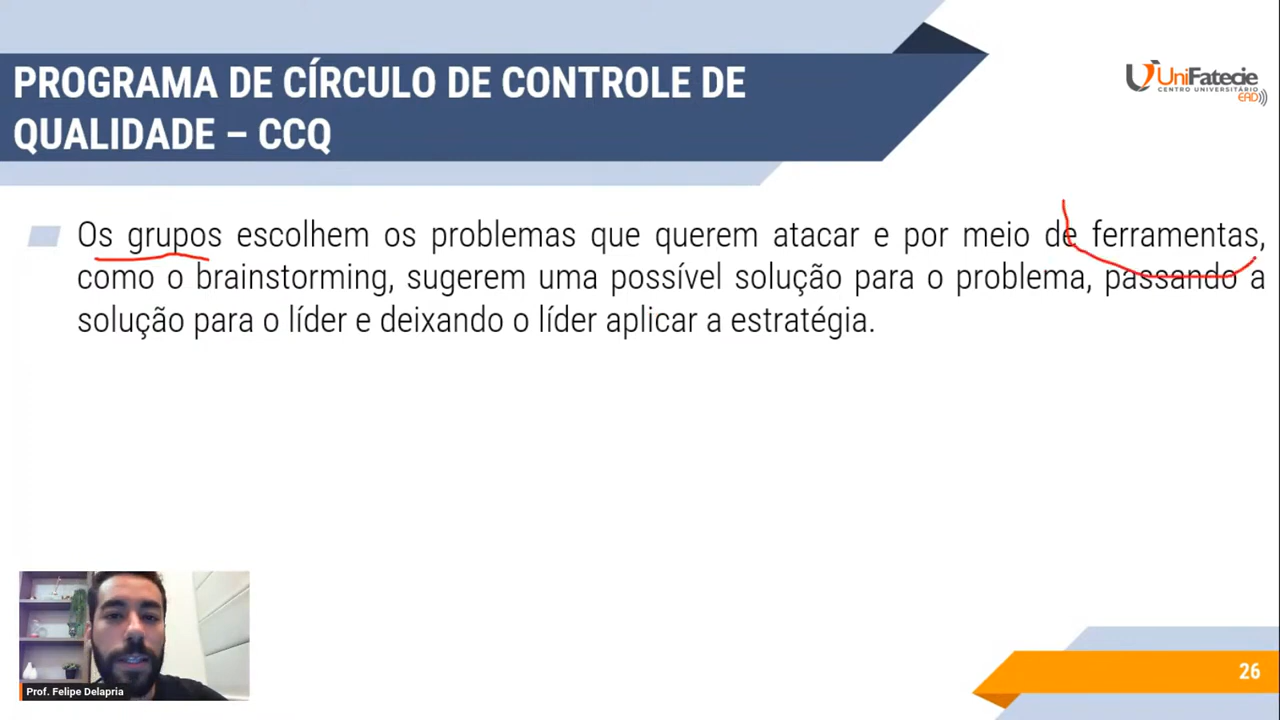 PROGRAMA DE CÍRCULO DE CONTROLE DE
QUALIDADE – CCQ
UniFatecie
CENTRO UNIVERSITÁRIO
EAD
Os grupos escolhem os problemas que querem atacar e por meio de ferramentas,
como o brainstorming, sugerem uma possível solução para o problema, passando a
solução para o líder e deixando o líder aplicar a estratégia.
Prof. Felipe Delapria
26